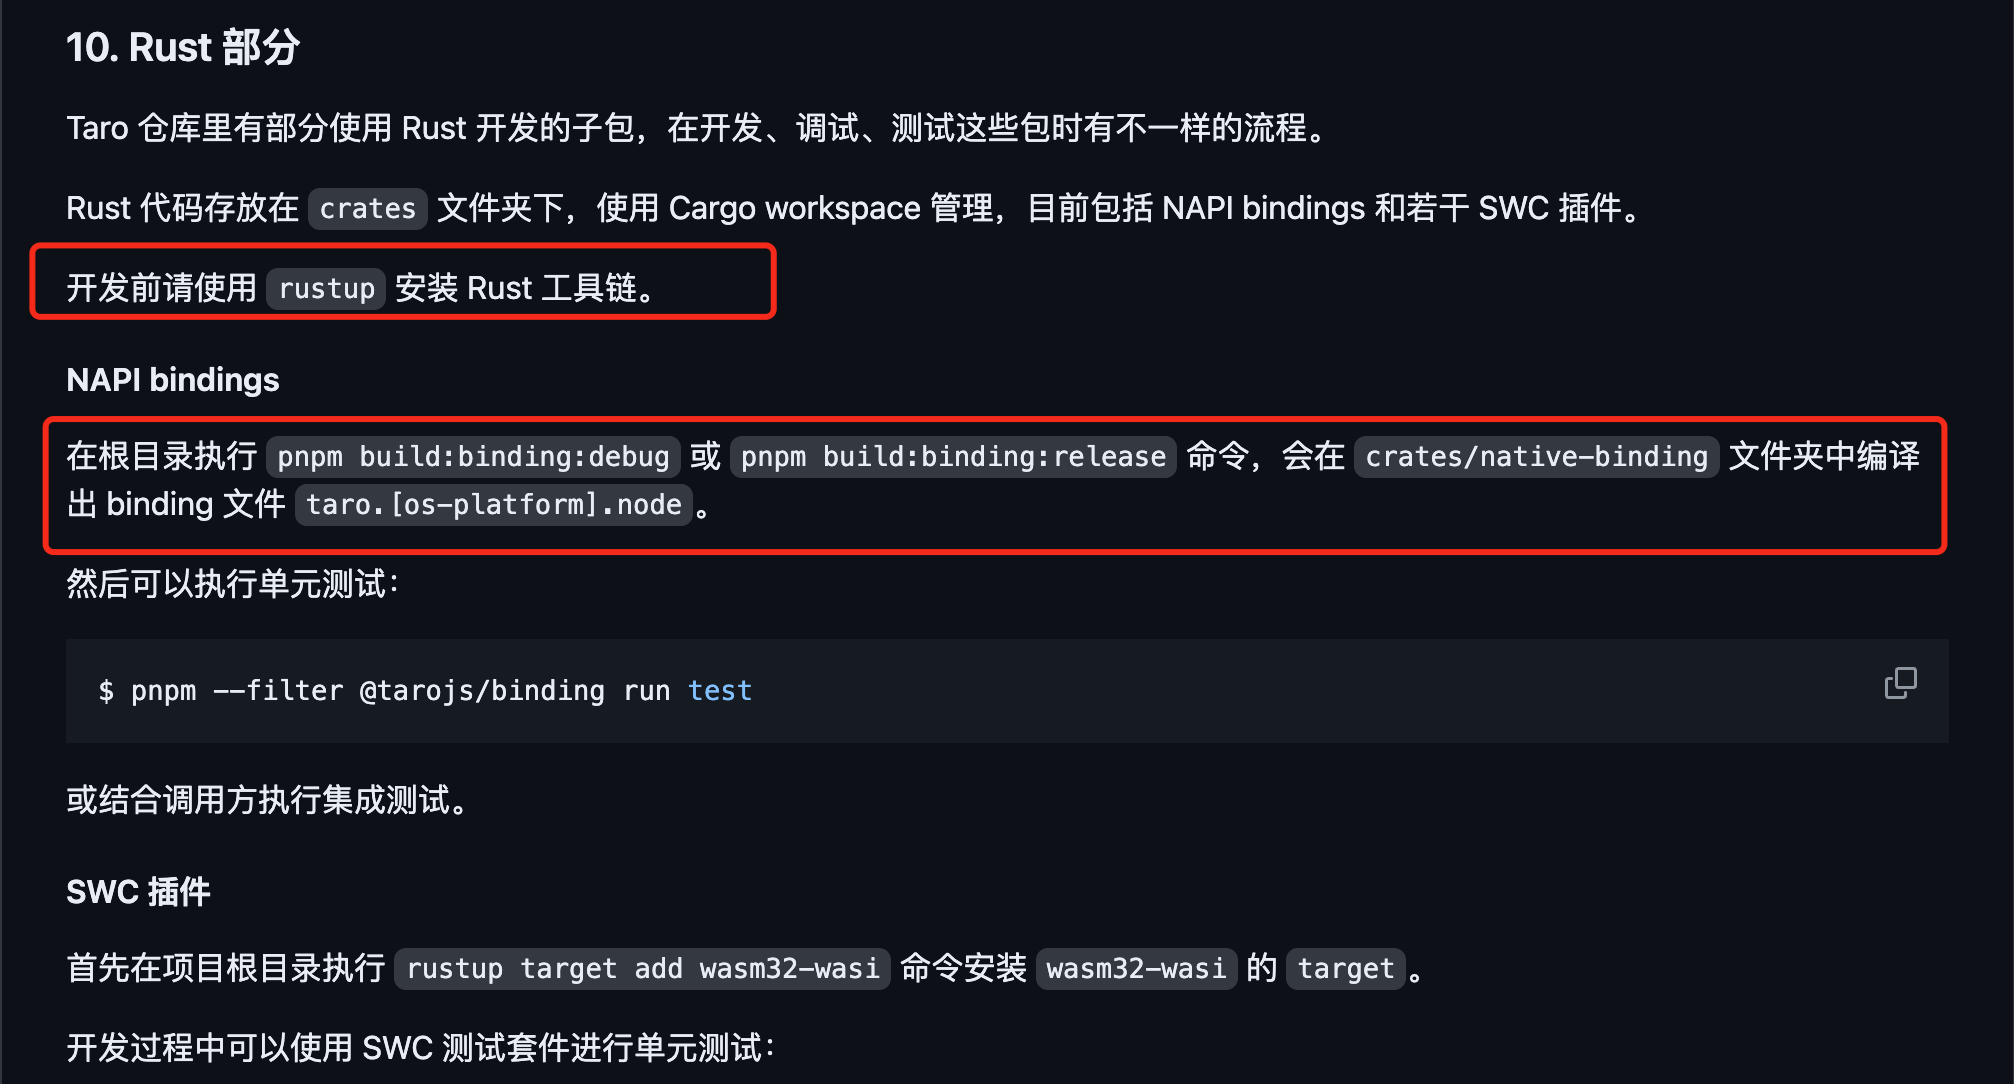 10. Rust 部分
Taro 仓库里有部分使用 Rust 开发的子包，在开发、调试、测试这些包时有不一样的流程。
Rust 代码存放在 crates 文件夹下，使用 Cargo workspace 管理，目前包括 NAPI bindings 和若干 SWC 插件。
开发前请使用 rustup 安装 Rust 工具链。
NAPI bindings
在根目录执行 pnpm build:binding:debug 或 pnpm build:binding:release 命令，会在 crates/native-binding 文件夹中编译
出 binding 文件 taro.[os-platform].node 。
然后可以执行单元测试：
$ pnpm --filter @tarojs/binding run test
或结合调用方执行集成测试。
SWC 插件
首先在项目根目录执行 rustup target add wasm32-wasi 命令安装 wasm32-wasi 的 target 。
开发过程中可以使用 SWC 测试套件进行单元测试：